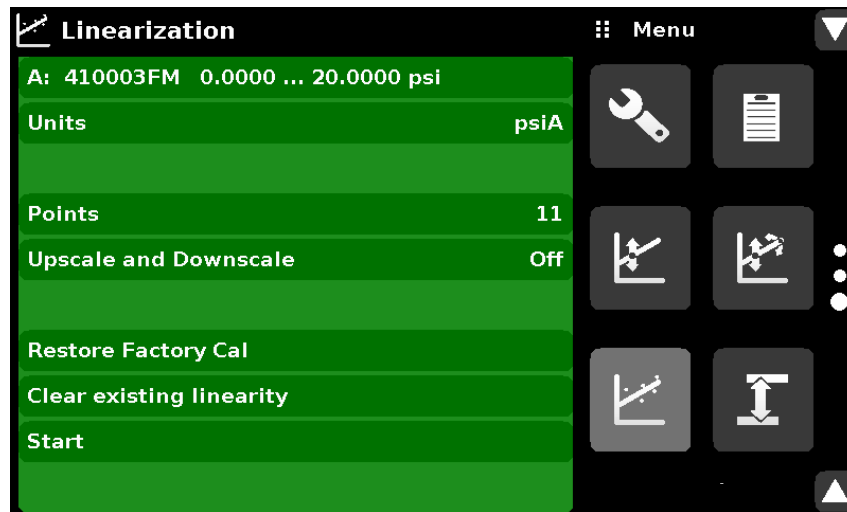 Linearization
Menu
A: 410003FM 0.0000 ... 20.0000 psi
Units psiA
Points 11
Upscale and Downscale Off
Restore Factory Cal
Clear existing linearity
Start